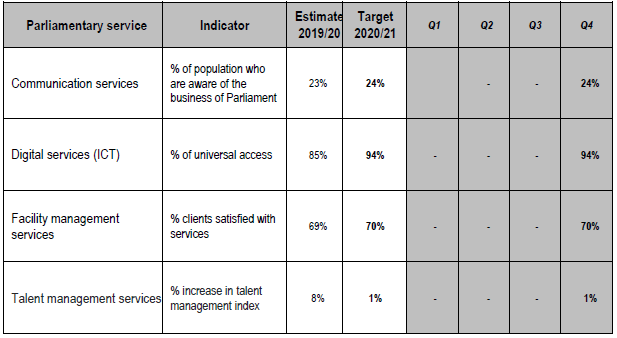 Parliamentary service Indicator Estimate 2019/20 Target 2020/21 Q1 Q2 Q3 Q4
Communication services % of population who are aware of the business of Parliament 23% 24% - - 24%
Digital services (ICT) % of universal access 85% 94% - - - 94%
Facility management services % clients satisfied with services 69% 70% - - - 70%
Talent management services % increase in talent management index 8% 1% - - - 1%